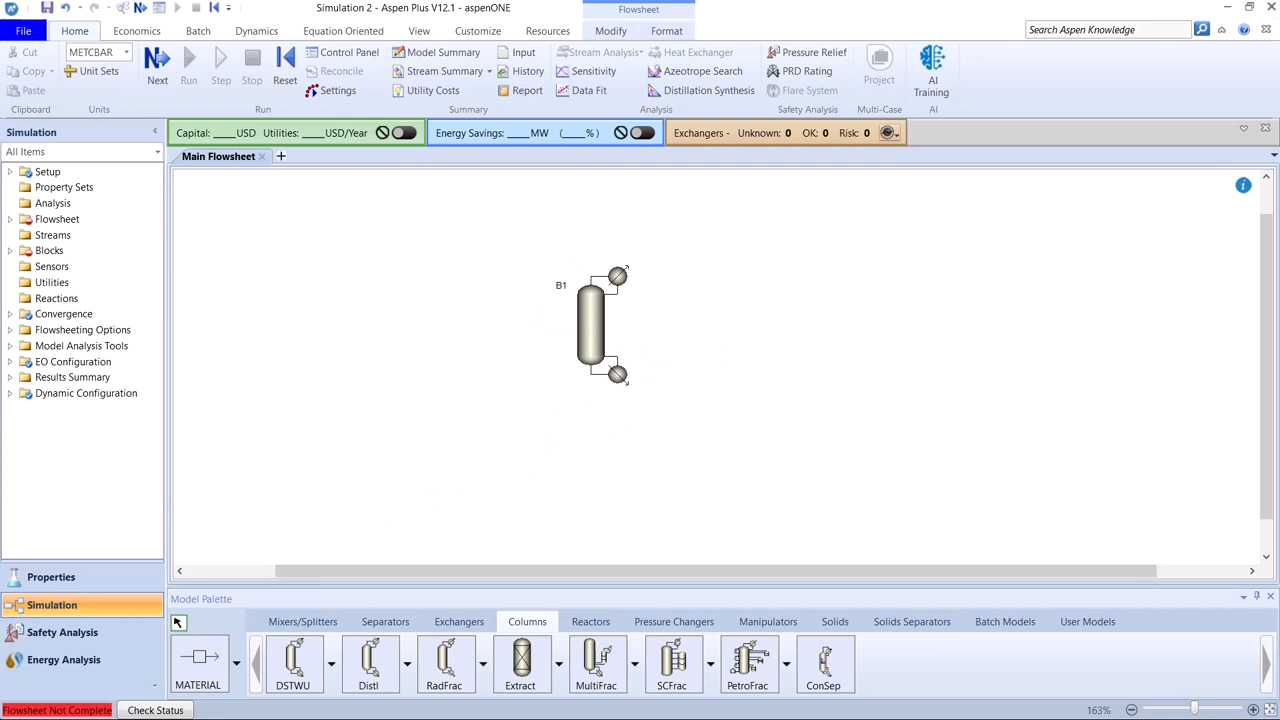 Simulation 2 - Aspen Plus V12.1 - aspenONE
Flowsheet
File Home Economics Batch Dynamics Equation Oriented View Customize Resources Modify Format
Search Aspen Knowledge
Cut
Copy
Paste
Clipboard
METCBAR
Unit Sets
Units
Next
Run
Step
Stop
Reset
Control Panel
Reconcile
Settings
Run
Model Summary
Stream Summary
Utility Costs
Input
History
Report
Summary
Stream Analysis
Sensitivity
Data Fit
Heat Exchanger
Azeotrope Search
Distillation Synthesis
Analysis
Pressure Relief
PRD Rating
Flare System
Safety Analysis
Project
Multi-Case
AI
Training
AI
Simulation
All Items
Capital: ____USD Utilities: ____USD/Year
Energy Savings: ____MW (____%)
Exchangers - Unknown: 0 OK: 0 Risk: 0
Main Flowsheet
Setup
Property Sets
Analysis
Flowsheet
Streams
Blocks
Sensors
Utilities
Reactions
Convergence
Flowsheeting Options
Model Analysis Tools
EO Configuration
Results Summary
Dynamic Configuration
B1
Properties
Simulation
Safety Analysis
Energy Analysis
Model Palette
Mixers/Splitters Separators Exchangers Columns Reactors Pressure Changers Manipulators Solids Solids Separators Batch Models User Models
MATERIAL DSTWU Distl RadFrac Extract MultiFrac SCFrac PetroFrac ConSep
Flowsheet Not Complete Check Status
163%